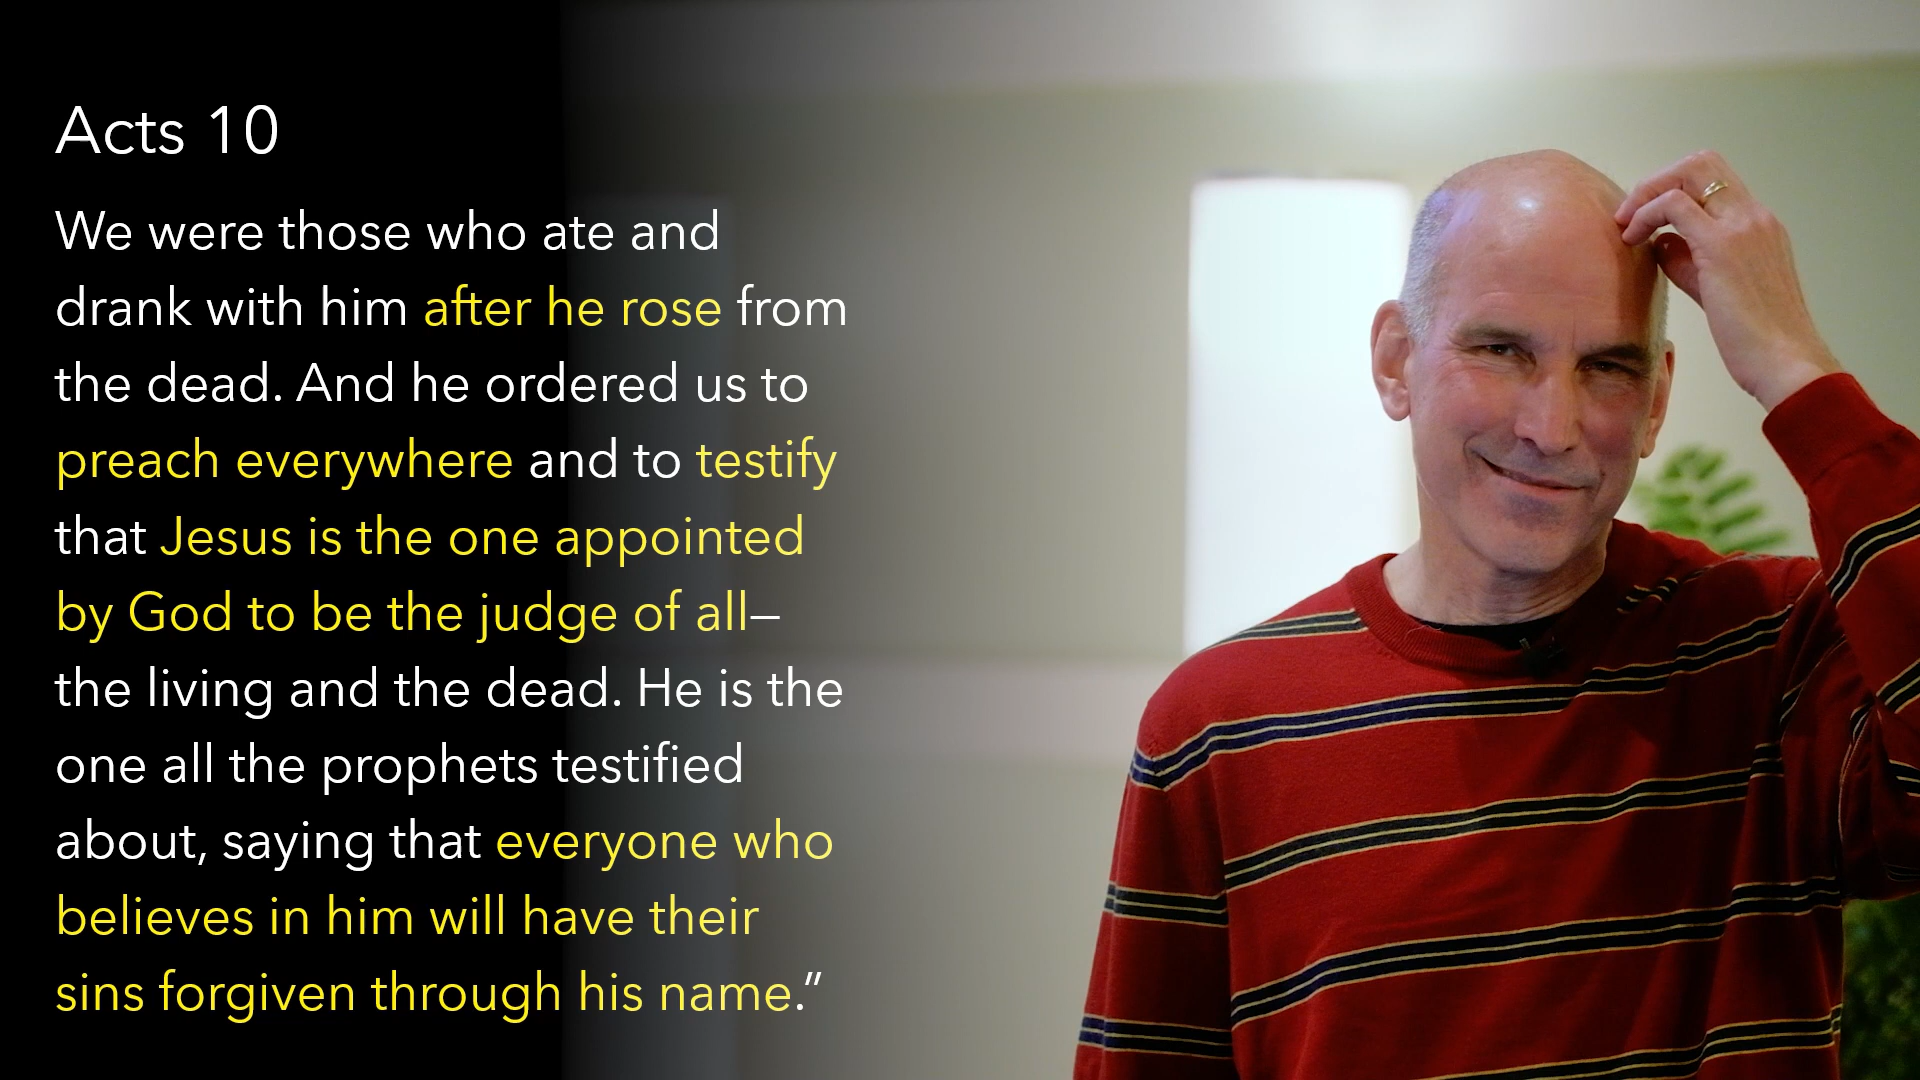 Acts 10
We were those who ate and
drank with him after he rose from
the dead. And he ordered us to
preach everywhere and to testify
that Jesus is the one appointed
by God to be the judge of all—
the living and the dead. He is the
one all the prophets testified
about, saying that everyone who
believes in him will have their
sins forgiven through his name.”